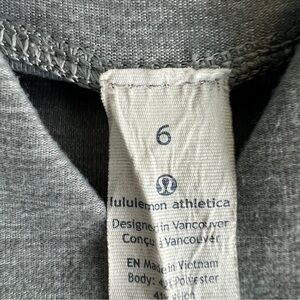 6
lululemon athletica
Designed in Vancouver
Conçu à Vancouver
EN Made in Vietnam
Body: Polyester